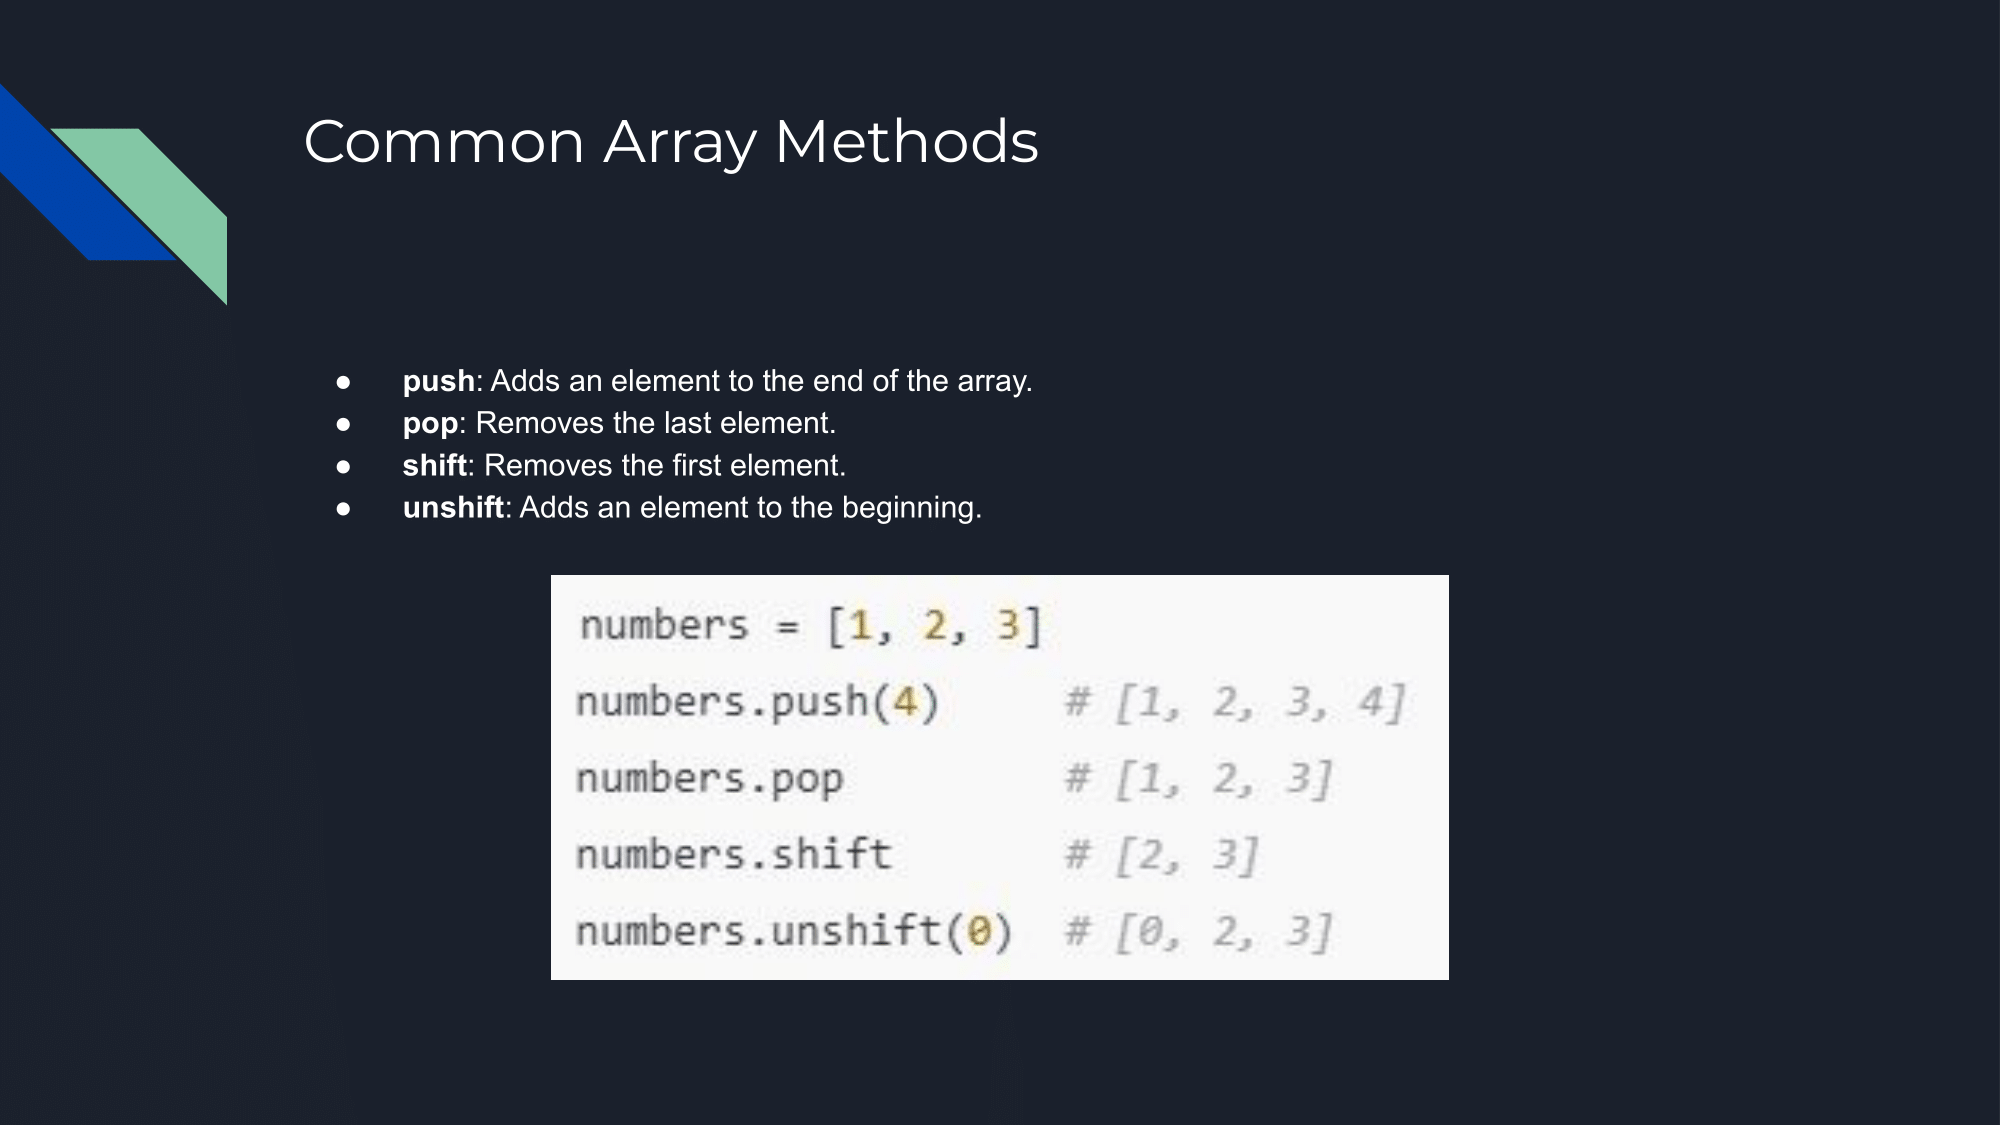 Common Array Methods
● push: Adds an element to the end of the array.
● pop: Removes the last element.
● shift: Removes the first element.
● unshift: Adds an element to the beginning.
numbers = [1, 2, 3]
numbers.push(4) # [1, 2, 3, 4]
numbers.pop # [1, 2, 3]
numbers.shift # [2, 3]
numbers.unshift(0) # [0, 2, 3]